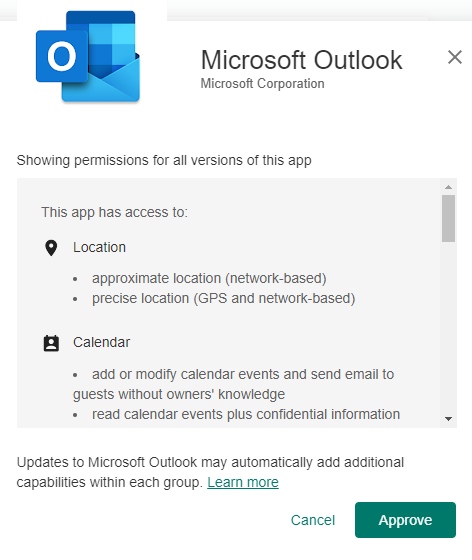 O
Microsoft Outlook
Microsoft Corporation
Showing permissions for all versions of this app
This app has access to:
Location
• approximate location (network-based)
• precise location (GPS and network-based)
Calendar
• add or modify calendar events and send email to
guests without owners' knowledge
• read calendar events plus confidential information
Updates to Microsoft Outlook may automatically add additional
capabilities within each group. Learn more
Cancel Approve